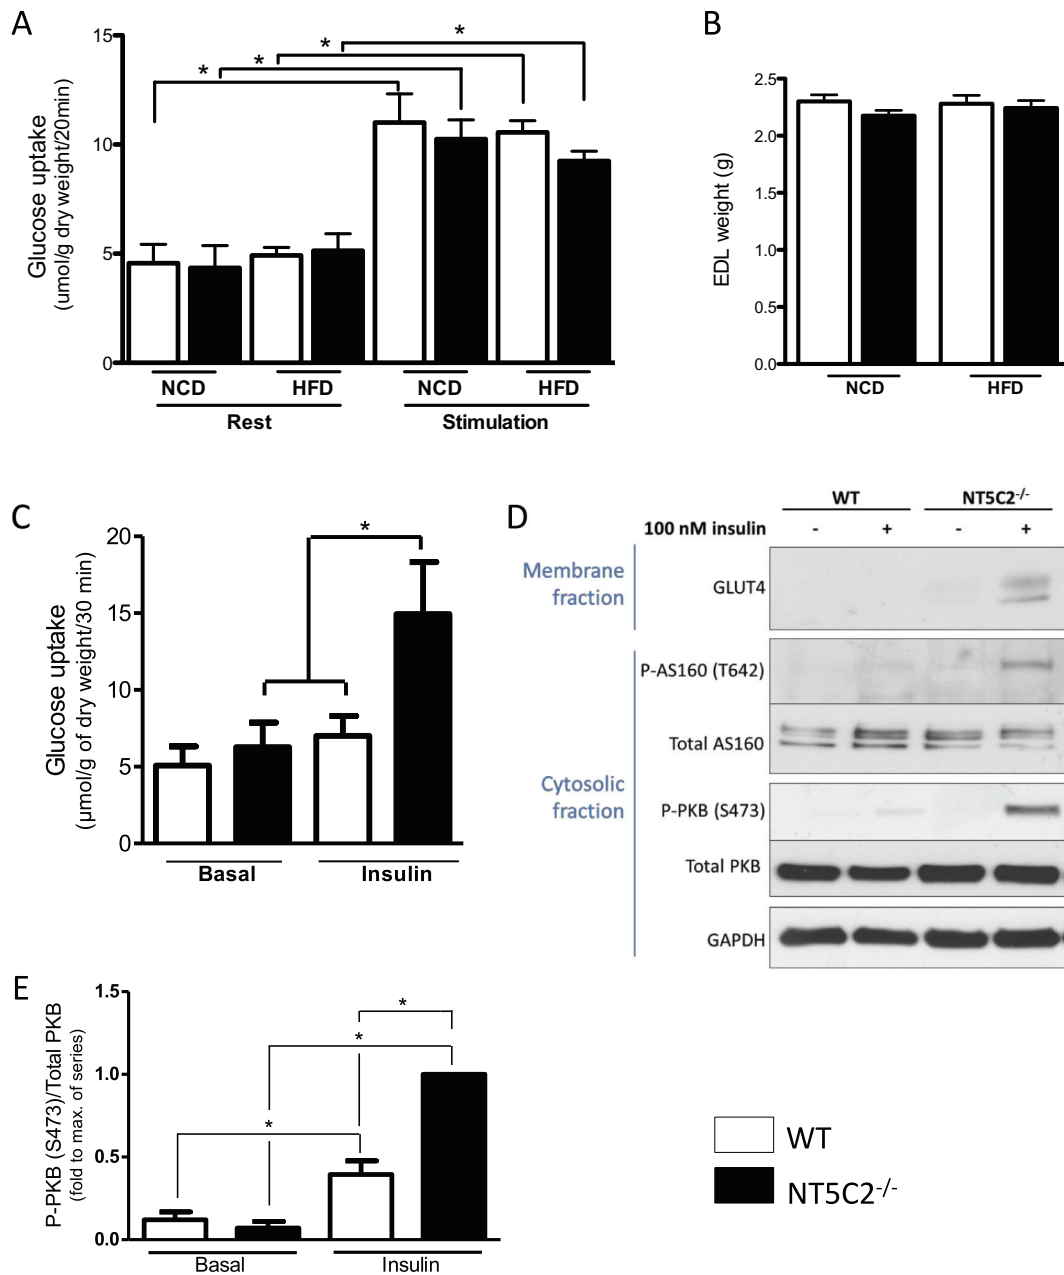 A
Glucose uptake
(umol/g dry weight/20min)
15
10
5
0
*
*
*
*
NCD
HFD
NCD
HFD
Rest
Stimulation
B
EDL weight (g)
2.5
2.0
1.5
1.0
0.5
0.0
NCD
HFD
C
Glucose uptake
(μmol/g of dry weight/30 min)
20
15
10
5
0
*
Basal
Insulin
D
WT
NT5C2-/-
100 nM insulin
-
+
-
+
Membrane
fraction
GLUT4
Cytosolic
fraction
P-AS160 (T642)
Total AS160
P-PKB (S473)
Total PKB
GAPDH
E
P-PKB (S473)/Total PKB
(fold to max. of series)
1.5
1.0
0.5
0.0
*
*
*
Basal
Insulin
WT
NT5C2-/-